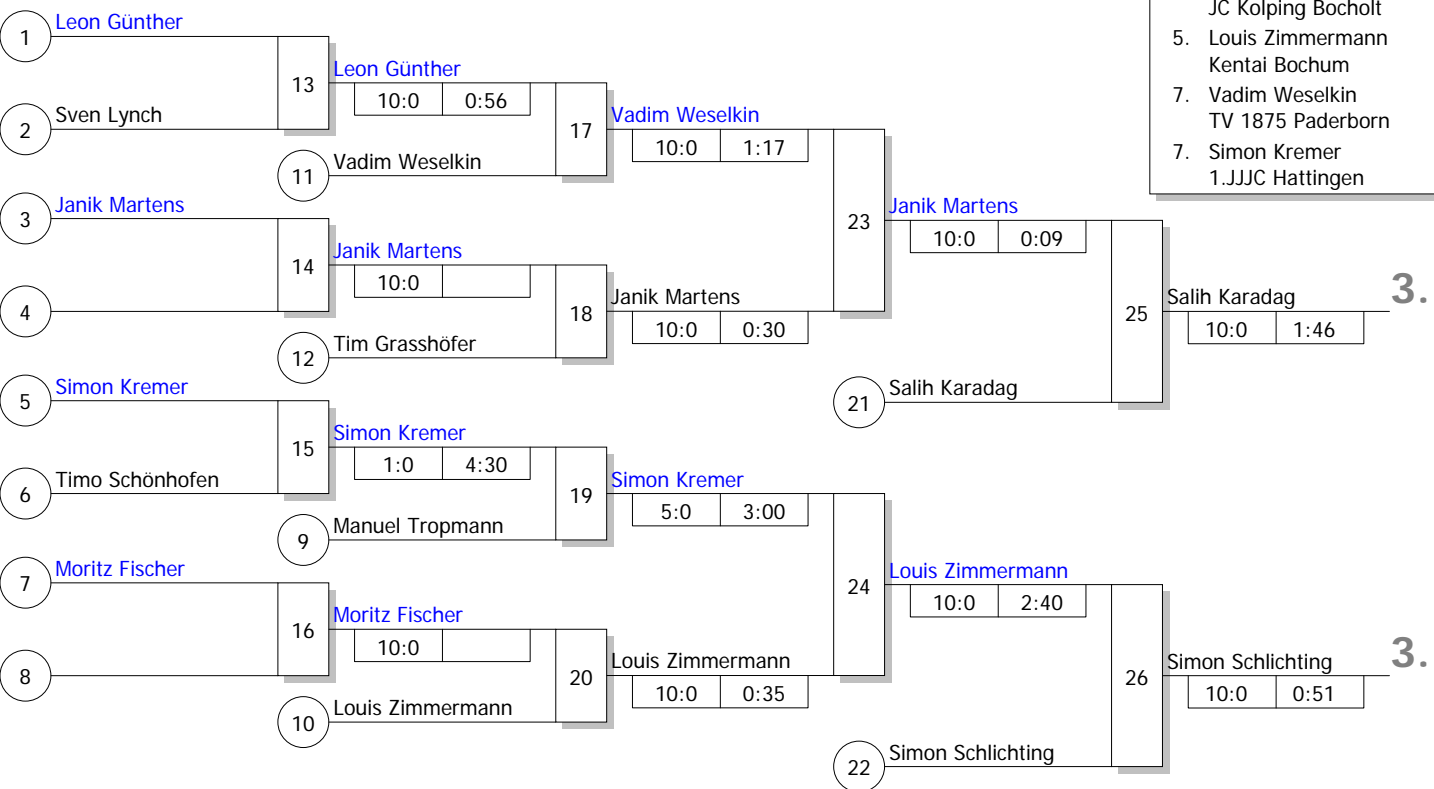 JC Kolping Bocholt
5. Louis Zimmermann
Kentai Bochum
7. Vadim Weselkin
TV 1875 Paderborn
7. Simon Kremer
1.JJJC Hattingen
1 Leon Günther
13 Leon Günther
10:0 0:56
2 Sven Lynch
17 Vadim Weselkin
10:0 1:17
11 Vadim Weselkin
3 Janik Martens
23 Janik Martens
10:0 0:09
14 Janik Martens
10:0
4
18 Janik Martens
10:0 0:30
12 Tim Grasshöfer
25 Salih Karadag 3.
10:0 1:46
21 Salih Karadag
5 Simon Kremer
15 Simon Kremer
1:0 4:30
6 Timo Schönhofen
19 Simon Kremer
5:0 3:00
9 Manuel Tropmann
7 Moritz Fischer
24 Louis Zimmermann
10:0 2:40
16 Moritz Fischer
10:0
8
20 Louis Zimmermann
10:0 0:35
10 Louis Zimmermann
26 Simon Schlichting 3.
10:0 0:51
22 Simon Schlichting